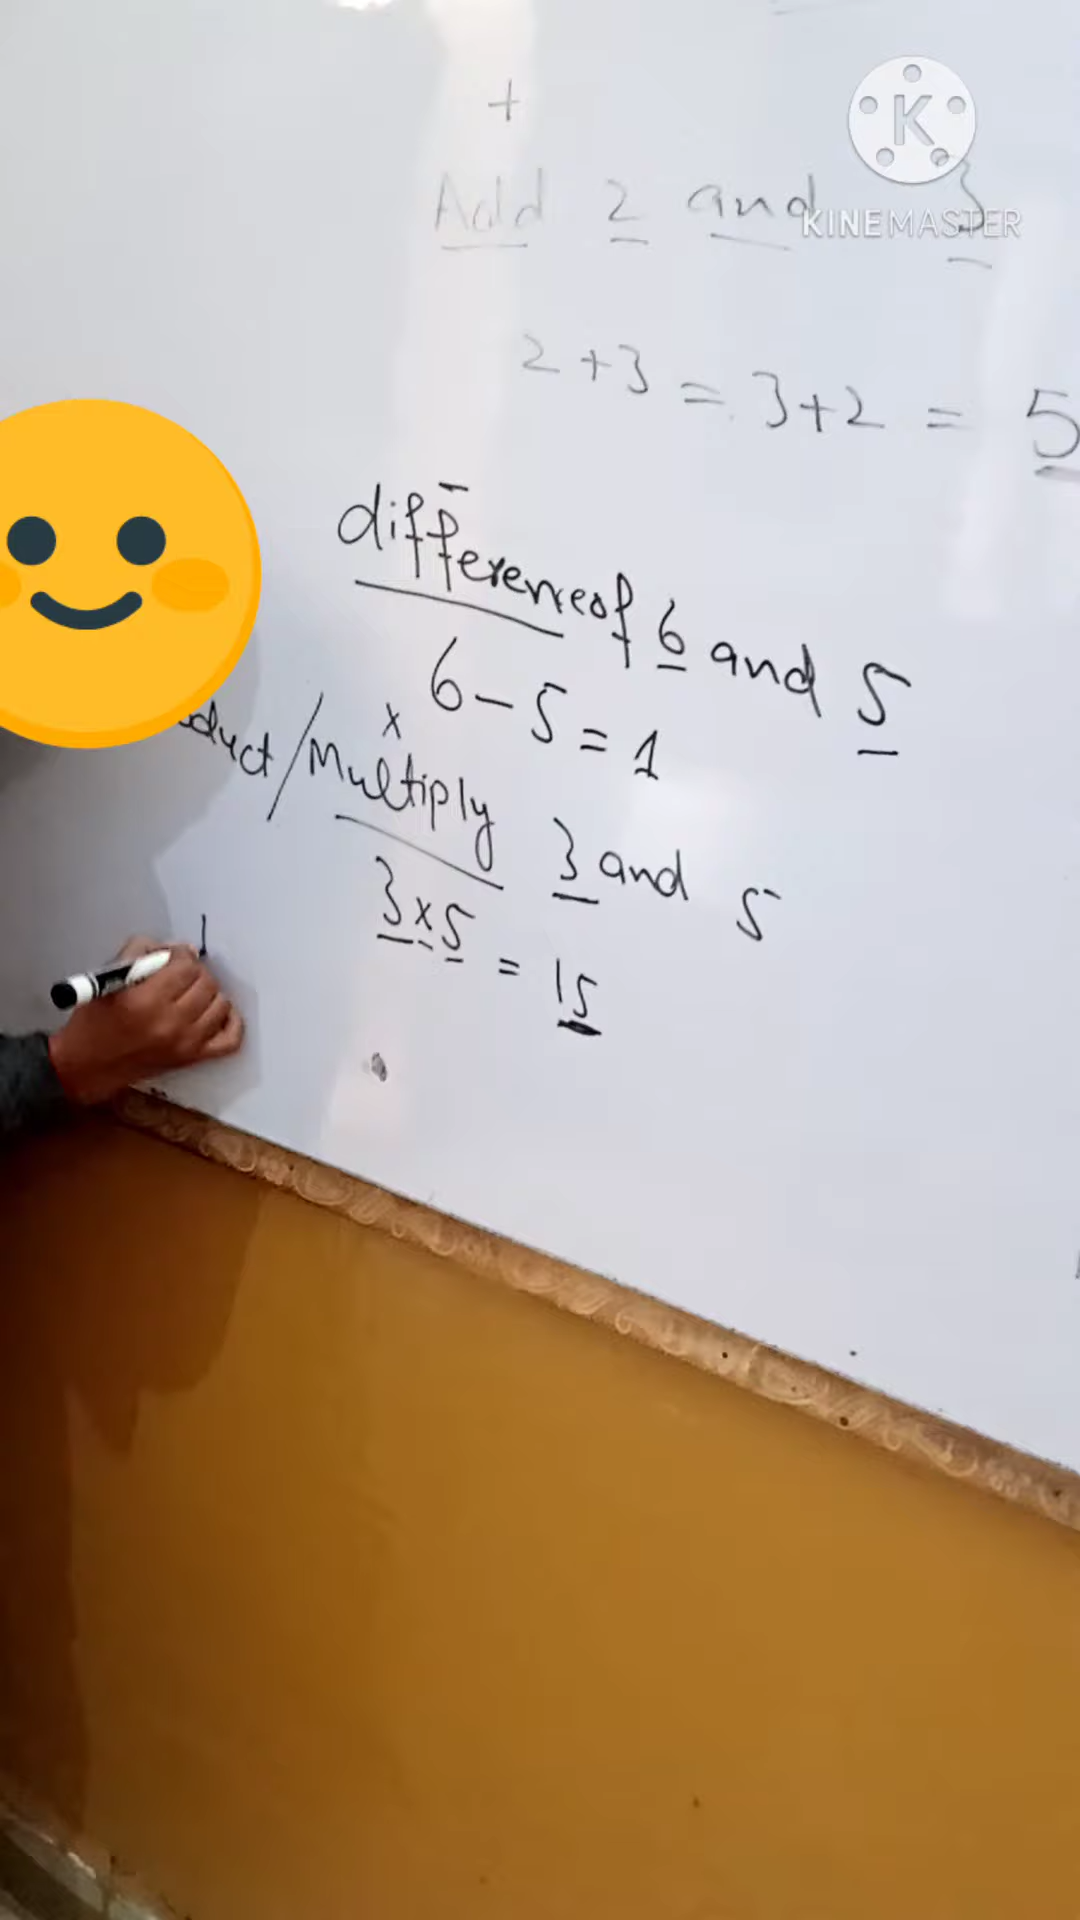 +
Add 2 and 3
2+3 = 3+2 = 5
-
difference of 6 and 5
6-5=1
x
/Multiply 3 and 5
3x5 = 15
K
KINEMASTER